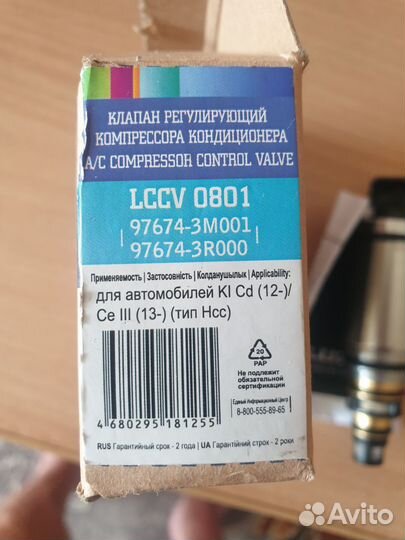 КЛАПАН РЕГУЛИРУЮЩИЙ
КОМПРЕССОРА КОНДИЦИОНЕРА
A/C COMPRESSOR CONTROL VALVE
LCCV 0801
97674-3M001
97674-3R000
Применяемость | Застосовність | Колданушылык | Applicability:
для автомобилей KI Cd (12-)/
Ce III (13-) (тип Hcc)
20
PAP
Не подлежит
обязательной
сертификации
Единый Информационный Центр
8-800-555-89-65
4 680295 181255
RUS Гарантийный срок - 2 года | UA Гарантійний строк - 2 роки
Avito